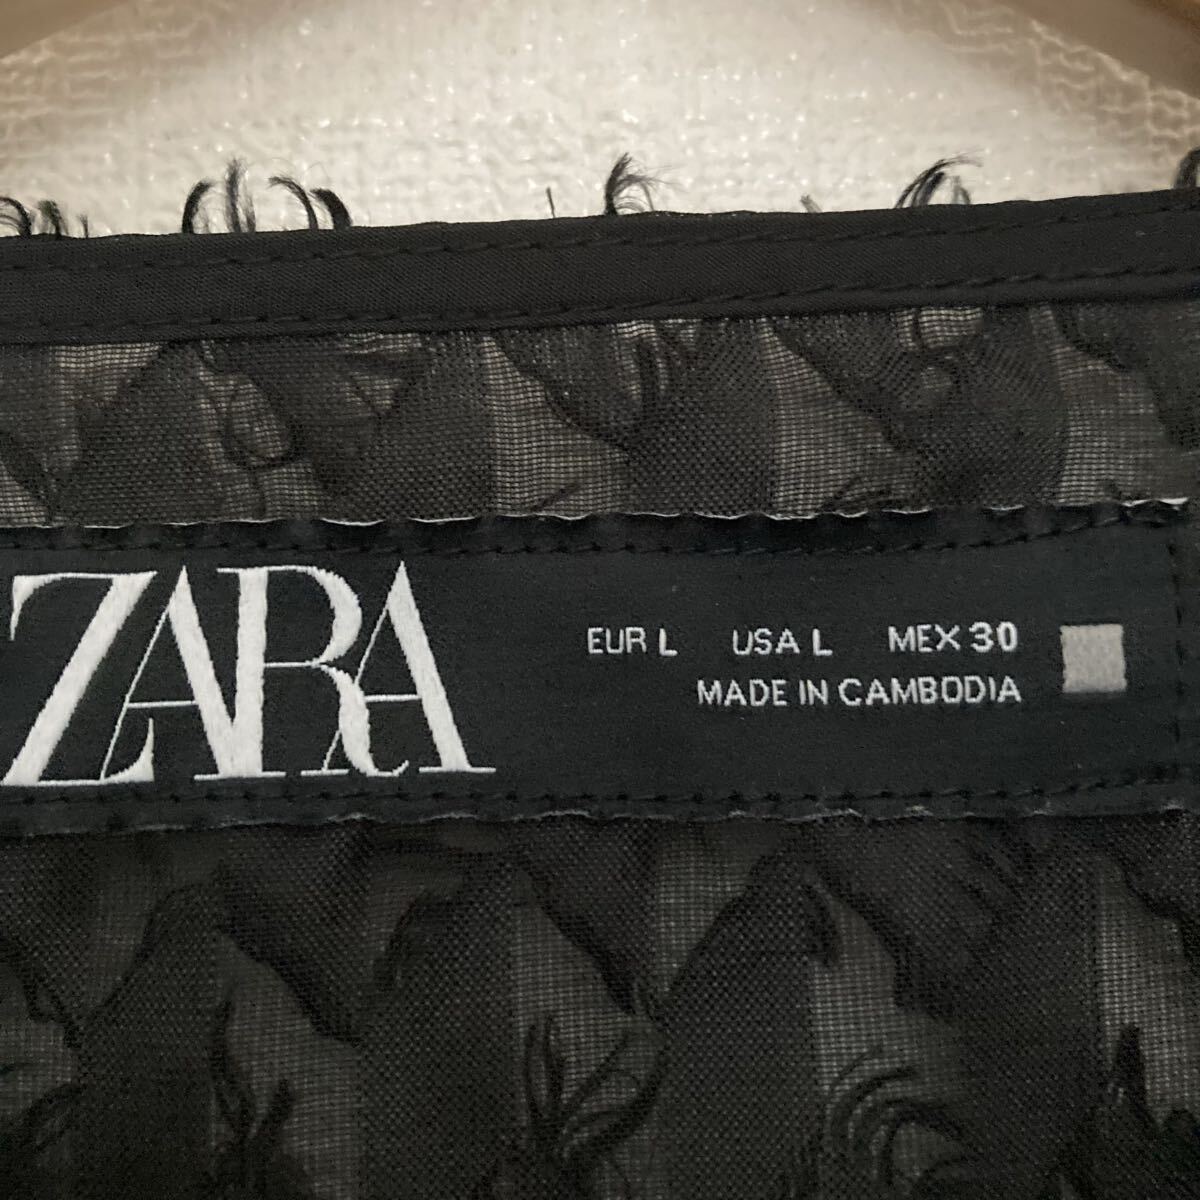 ZARA
EUR L USA L MEX 30
MADE IN CAMBODIA